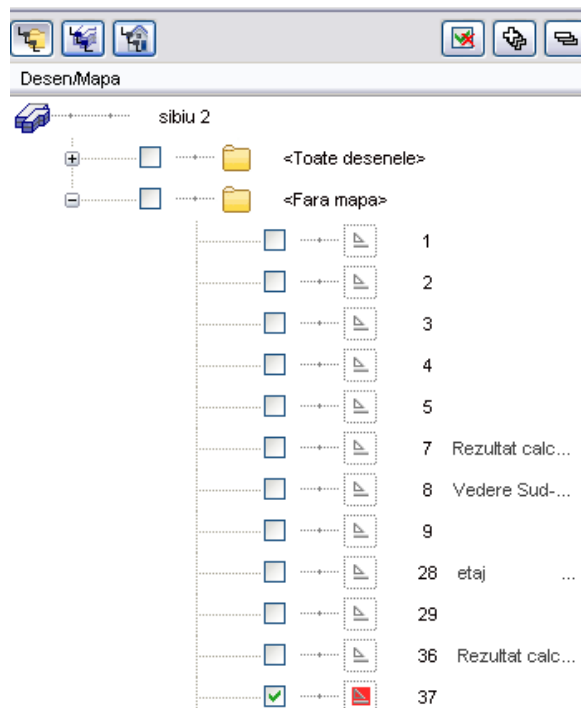 Desen/Mapa
sibiu 2
<Toate desenele>
<Fara mapa>
1
2
3
4
5
7 Rezultat calc...
8 Vedere Sud-...
9
28 etaj ...
29
36 Rezultat calc...
37